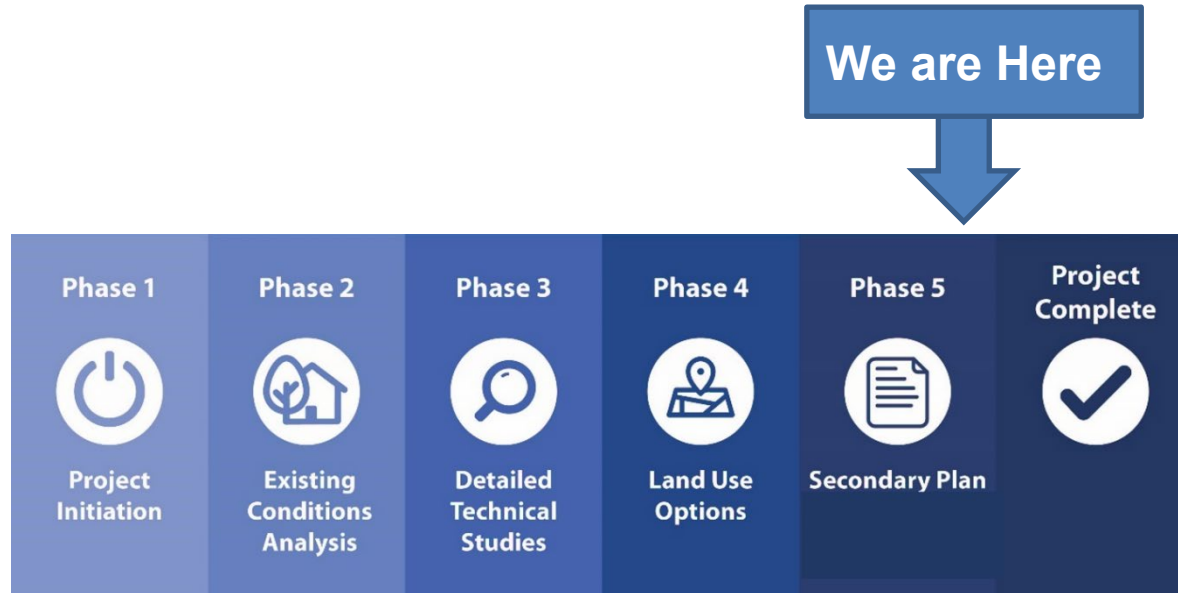 We are Here
Phase 1
Project
Initiation
Phase 2
Existing
Conditions
Analysis
Phase 3
Detailed
Technical
Studies
Phase 4
Land Use
Options
Phase 5
Secondary Plan
Project
Complete